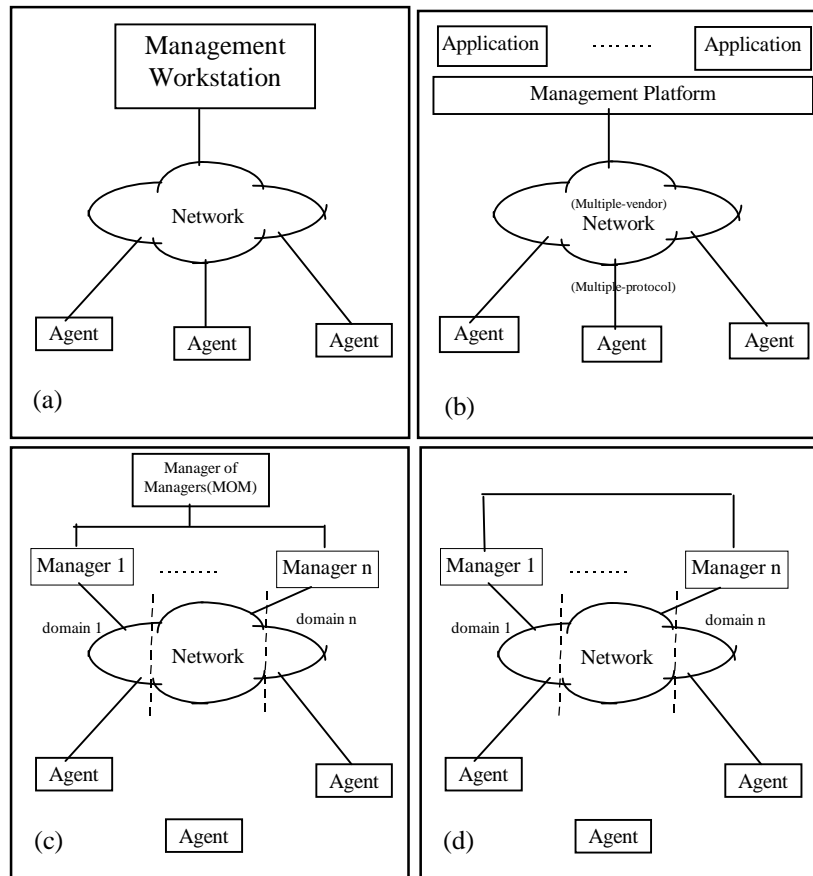 Management
Workstation
Network
Agent
Agent
Agent
(a)
Application ........ Application
Management Platform
(Multiple-vendor)
Network
(Multiple-protocol)
Agent
Agent
Agent
(b)
Manager of
Managers(MOM)
Manager 1 ......... Manager n
domain 1
domain n
Network
Agent
Agent
Agent
(c)
Manager 1 ......... Manager n
domain 1
domain n
Network
Agent
Agent
Agent
(d)